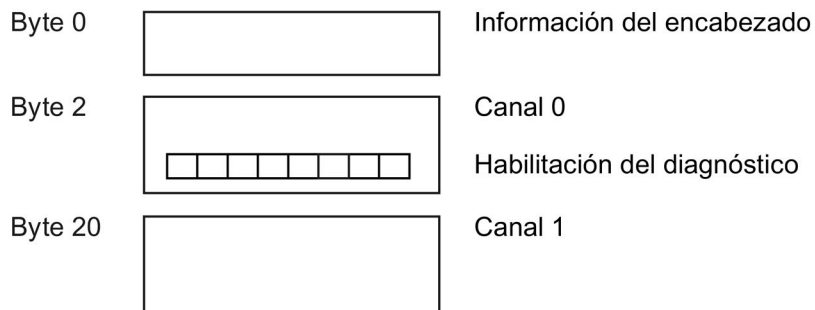 Byte 0 Información del encabezado
Byte 2 Canal 0
Habilitación del diagnóstico
Byte 20 Canal 1